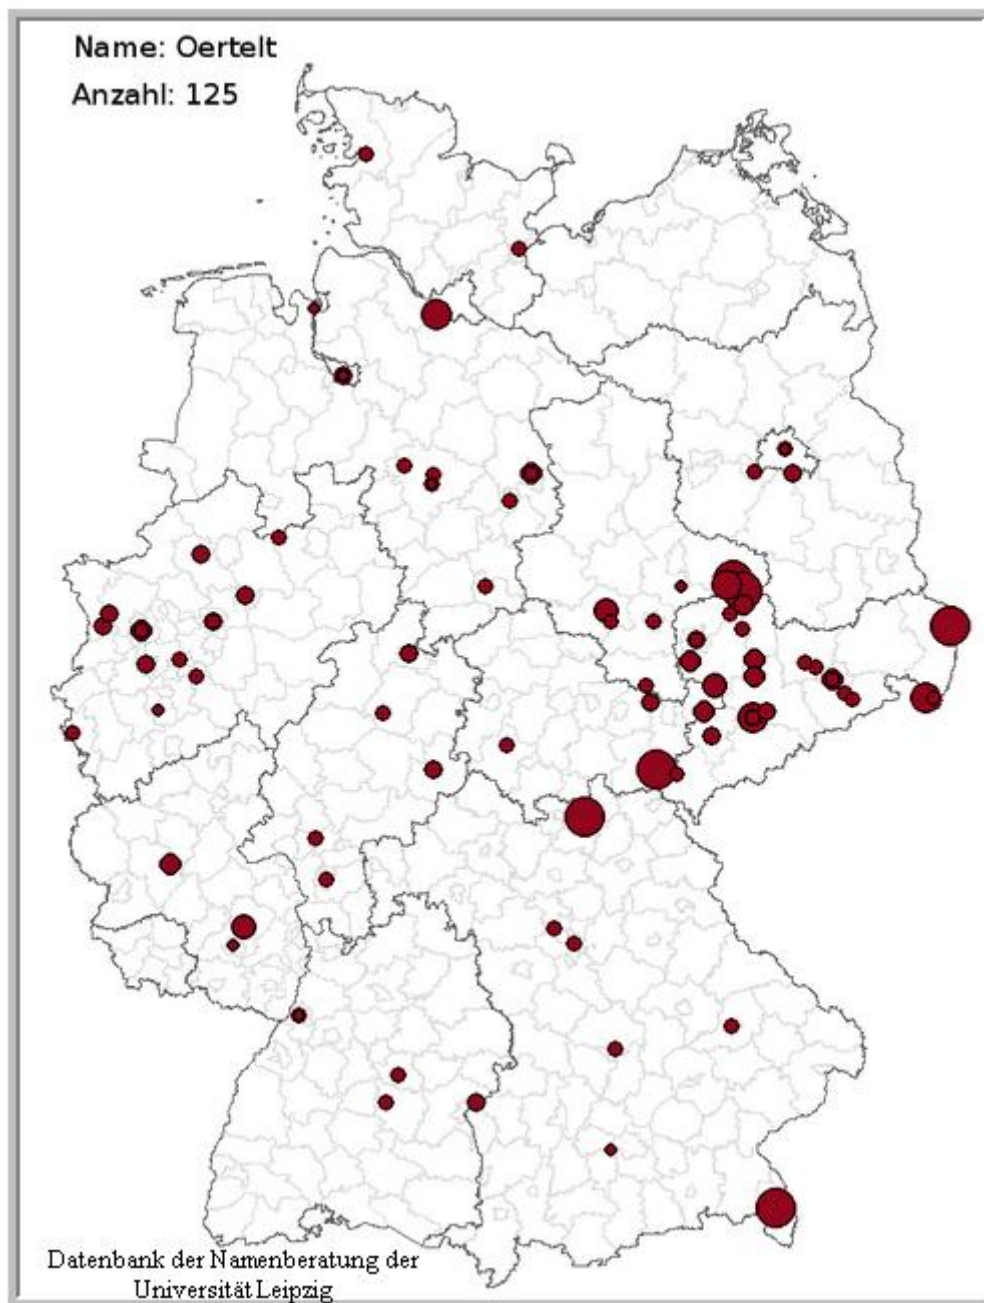 Name: Oertelt
Anzahl: 125
Datenbank der Namenberatung der
Universität Leipzig